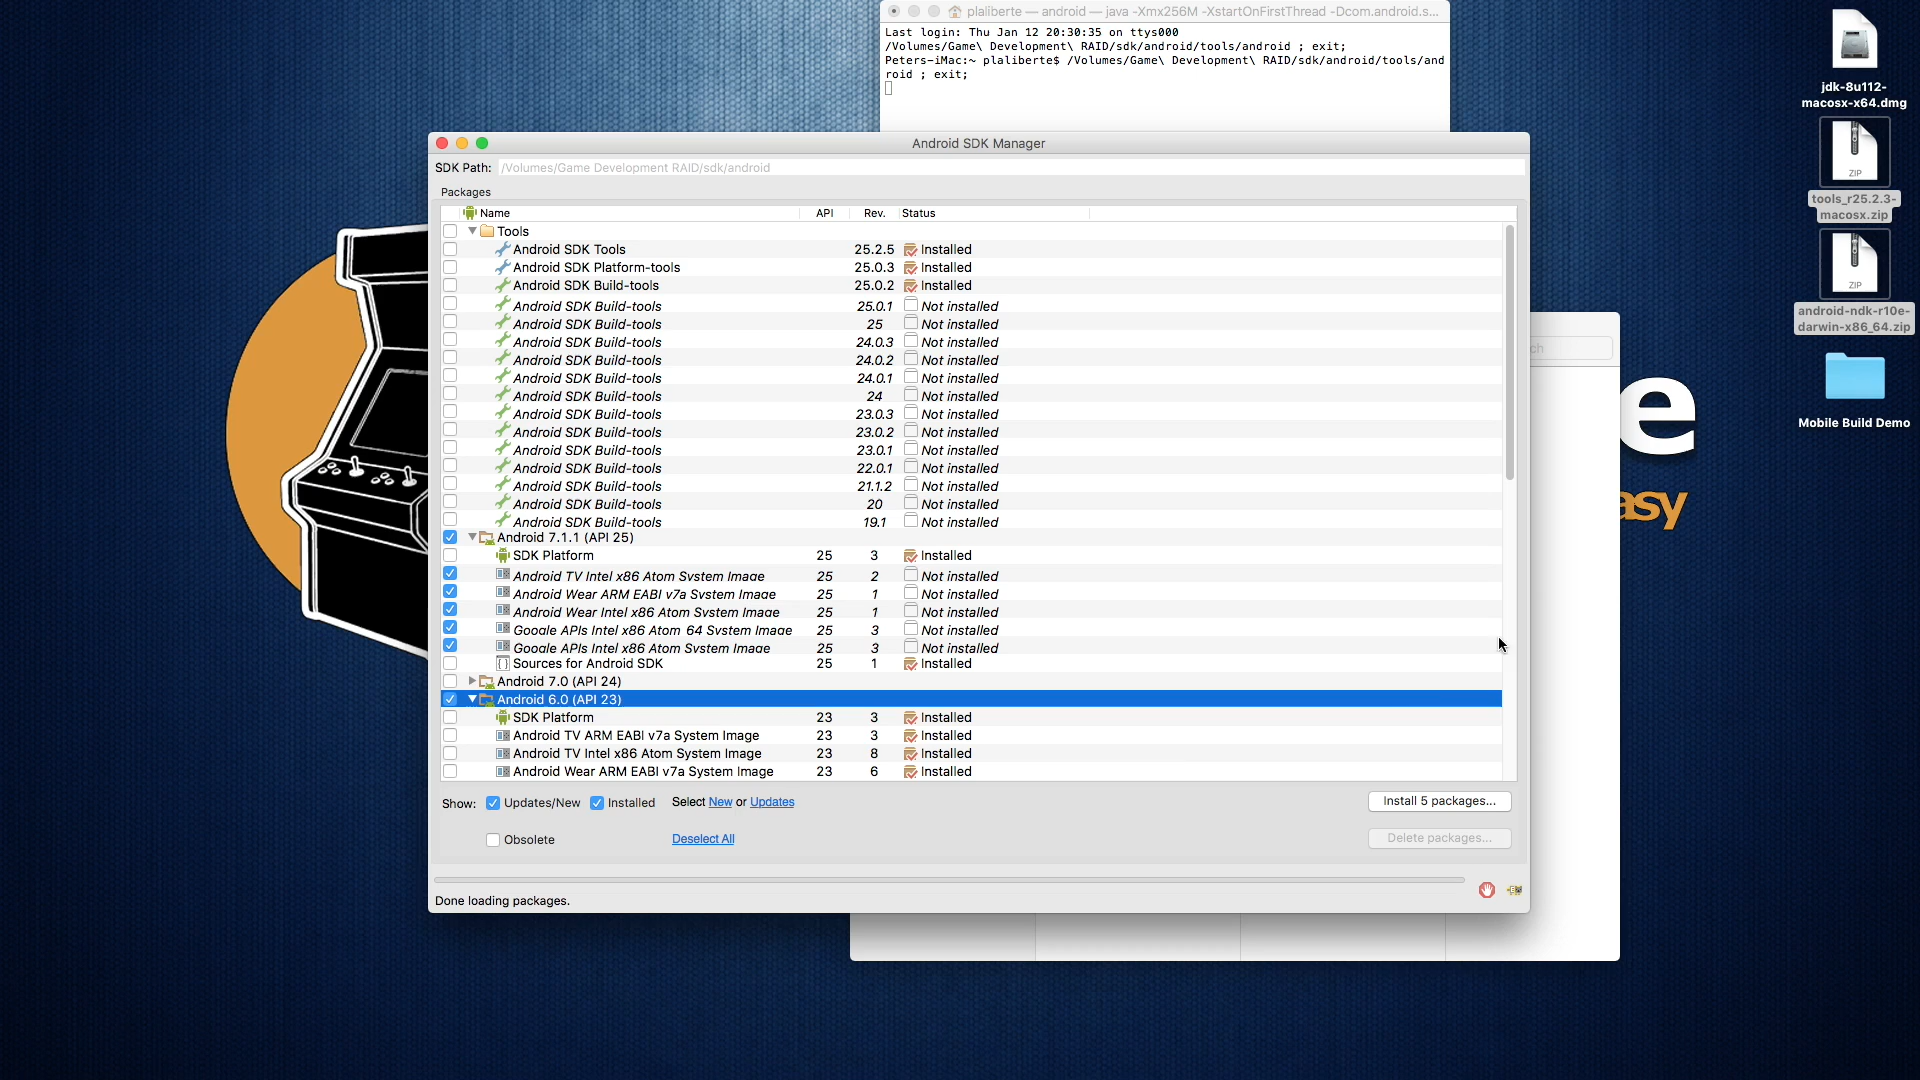 plaliberte — android — java -Xmx256M -XstartOnFirstThread -Dcom.android.s...
Last login: Thu Jan 12 20:30:35 on ttys000
/Volumes/Game\ Development\ RAID/sdk/android/tools/android ; exit;
Peters-iMac:~ plaliberte$ /Volumes/Game\ Development\ RAID/sdk/android/tools/and
roid ; exit;
jdk-8u112-
macosx-x64.dmg
ZIP
tools_r25.2.3-
macosx.zip
ZIP
android-ndk-r10e-
darwin-x86_64.zip
Mobile Build Demo
ch
e
asy
Android SDK Manager
SDK Path: /Volumes/Game Development RAID/sdk/android
Packages
Name API Rev. Status
Tools
Android SDK Tools 25.2.5 Installed
Android SDK Platform-tools 25.0.3 Installed
Android SDK Build-tools 25.0.2 Installed
Android SDK Build-tools 25.0.1 Not installed
Android SDK Build-tools 25 Not installed
Android SDK Build-tools 24.0.3 Not installed
Android SDK Build-tools 24.0.2 Not installed
Android SDK Build-tools 24.0.1 Not installed
Android SDK Build-tools 24 Not installed
Android SDK Build-tools 23.0.3 Not installed
Android SDK Build-tools 23.0.2 Not installed
Android SDK Build-tools 23.0.1 Not installed
Android SDK Build-tools 22.0.1 Not installed
Android SDK Build-tools 21.1.2 Not installed
Android SDK Build-tools 20 Not installed
Android SDK Build-tools 19.1 Not installed
Android 7.1.1 (API 25)
SDK Platform 25 3 Installed
Android TV Intel x86 Atom System Image 25 2 Not installed
Android Wear ARM EABI v7a System Image 25 1 Not installed
Android Wear Intel x86 Atom System Image 25 1 Not installed
Google APIs Intel x86 Atom_64 System Image 25 3 Not installed
Google APIs Intel x86 Atom System Image 25 3 Not installed
Sources for Android SDK 25 1 Installed
Android 7.0 (API 24)
Android 6.0 (API 23)
SDK Platform 23 3 Installed
Android TV ARM EABI v7a System Image 23 3 Installed
Android TV Intel x86 Atom System Image 23 8 Installed
Android Wear ARM EABI v7a System Image 23 6 Installed
Show: Updates/New Installed Select New or Updates Install 5 packages...
Obsolete Deselect All Delete packages...
Done loading packages.